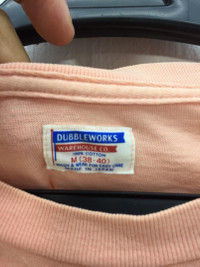 DUBBLEWORKS
WAREHOUSE CO.
100% COTTON
M (38-40)
MADE IN JAPAN